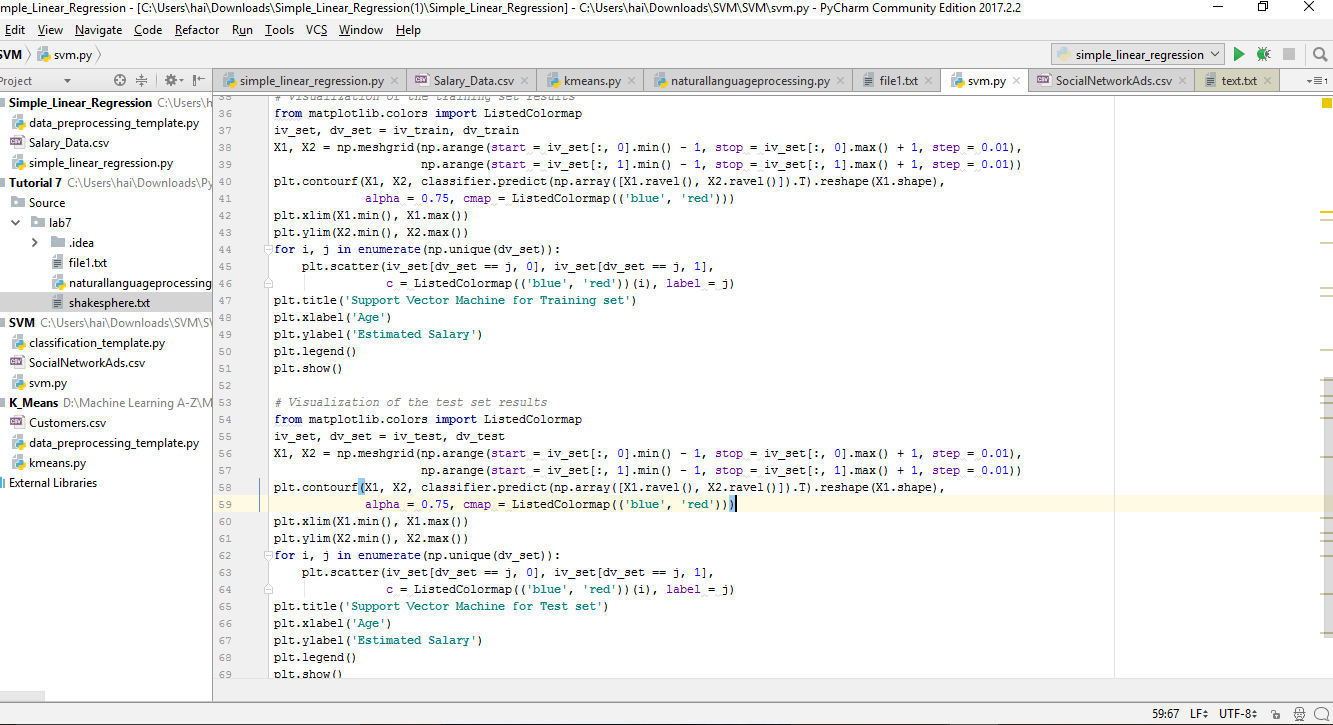 mple_Linear_Regression - [C:\Users\hai\Downloads\Simple_Linear_Regression(1)\Simple_Linear_Regression] - C:\Users\hai\Downloads\SVM\SVM\svm.py - PyCharm Community Edition 2017.2.2
Edit View Navigate Code Refactor Run Tools VCS Window Help
SVM svm.py simple_linear_regression
Project simple_linear_regression.py Salary_Data.csv kmeans.py naturallanguageprocessing.py file1.txt svm.py SocialNetworkAds.csv text.txt 1
Simple_Linear_Regression C:\Users\h
data_preprocessing_template.py
Salary_Data.csv
simple_linear_regression.py
Tutorial 7 C:\Users\hai\Downloads\Py
Source
lab7
.idea
file1.txt
naturallanguageprocessing
shakesphere.txt
SVM C:\Users\hai\Downloads\SVM\SV
classification_template.py
SocialNetworkAds.csv
svm.py
K_Means D:\Machine Learning A-Z\M
Customers.csv
data_preprocessing_template.py
kmeans.py
External Libraries
35 # Visualization of the training set results
36 from matplotlib.colors import ListedColormap
37 iv_set, dv_set = iv_train, dv_train
38 X1, X2 = np.meshgrid(np.arange(start = iv_set[:, 0].min() - 1, stop = iv_set[:, 0].max() + 1, step = 0.01),
39 np.arange(start = iv_set[:, 1].min() - 1, stop = iv_set[:, 1].max() + 1, step = 0.01))
40 plt.contourf(X1, X2, classifier.predict(np.array([X1.ravel(), X2.ravel()]).T).reshape(X1.shape),
41 alpha = 0.75, cmap = ListedColormap(('blue', 'red')))
42 plt.xlim(X1.min(), X1.max())
43 plt.ylim(X2.min(), X2.max())
44 for i, j in enumerate(np.unique(dv_set)):
45 plt.scatter(iv_set[dv_set == j, 0], iv_set[dv_set == j, 1],
46 c = ListedColormap(('blue', 'red'))(i), label = j)
47 plt.title('Support Vector Machine for Training set')
48 plt.xlabel('Age')
49 plt.ylabel('Estimated Salary')
50 plt.legend()
51 plt.show()
52
53 # Visualization of the test set results
54 from matplotlib.colors import ListedColormap
55 iv_set, dv_set = iv_test, dv_test
56 X1, X2 = np.meshgrid(np.arange(start = iv_set[:, 0].min() - 1, stop = iv_set[:, 0].max() + 1, step = 0.01),
57 np.arange(start = iv_set[:, 1].min() - 1, stop = iv_set[:, 1].max() + 1, step = 0.01))
58 plt.contourf(X1, X2, classifier.predict(np.array([X1.ravel(), X2.ravel()]).T).reshape(X1.shape),
59 alpha = 0.75, cmap = ListedColormap(('blue', 'red')))
60 plt.xlim(X1.min(), X1.max())
61 plt.ylim(X2.min(), X2.max())
62 for i, j in enumerate(np.unique(dv_set)):
63 plt.scatter(iv_set[dv_set == j, 0], iv_set[dv_set == j, 1],
64 c = ListedColormap(('blue', 'red'))(i), label = j)
65 plt.title('Support Vector Machine for Test set')
66 plt.xlabel('Age')
67 plt.ylabel('Estimated Salary')
68 plt.legend()
69 plt.show()
59:67 LF UTF-8